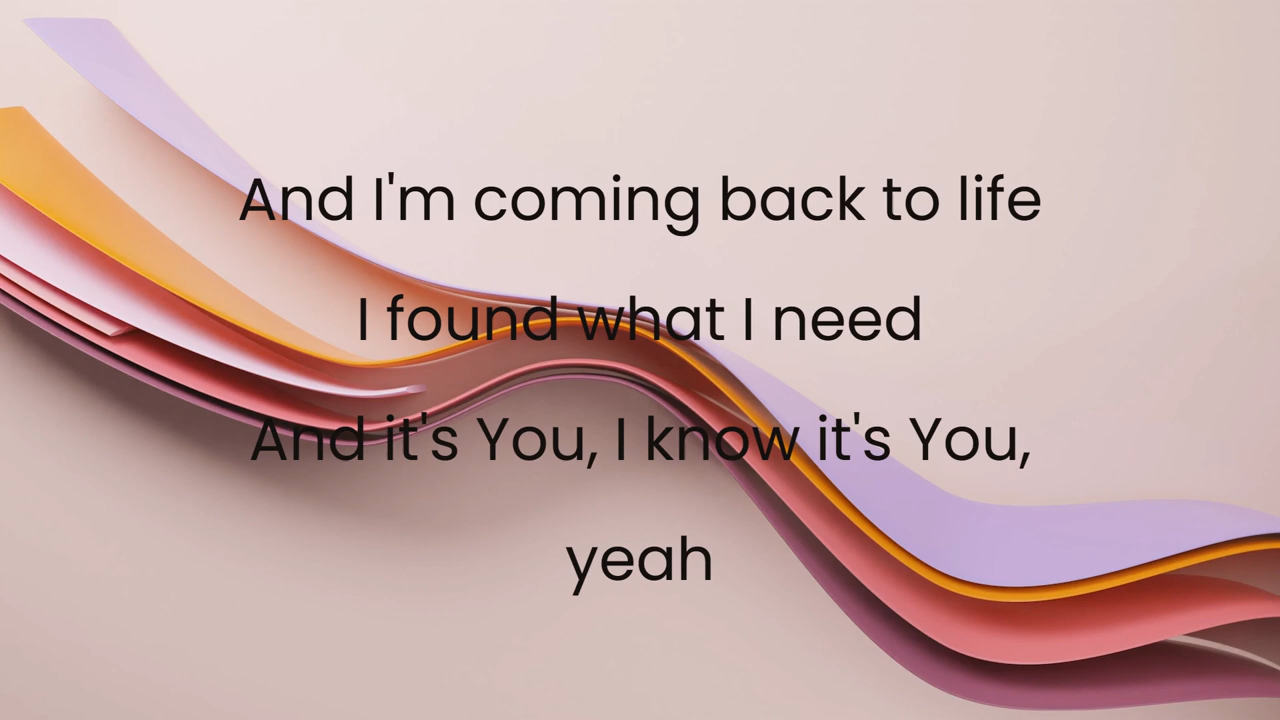 And I'm coming back to life
I found what I need
And it's You, I know it's You,
yeah